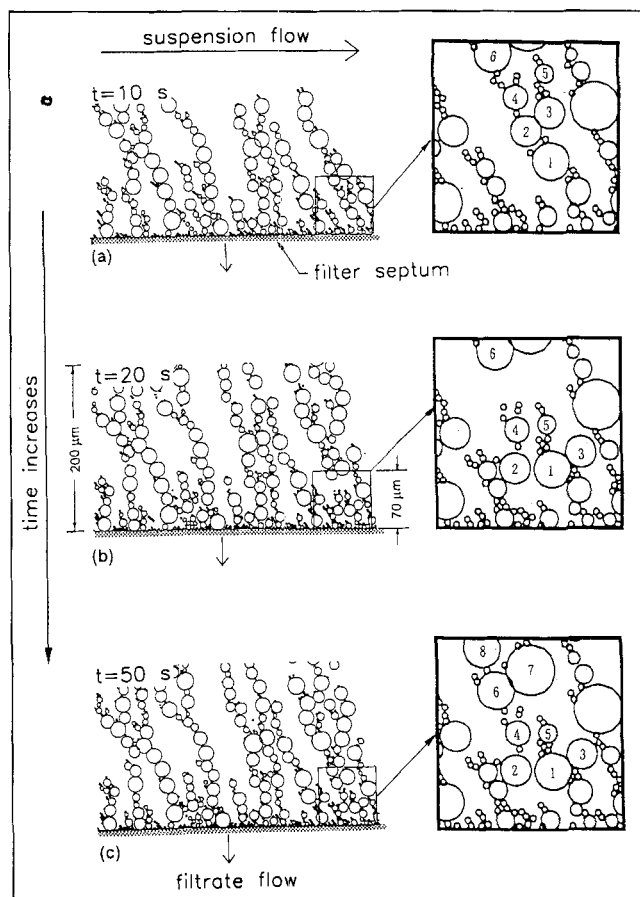 suspension flow
t=10 s
6
5
4
3
2
1
(a)
filter septum
time increases
t=20 s
200 μm
70 μm
6
4
5
2
1
3
(b)
t=50 s
8
7
6
4
5
3
2
1
(c)
filtrate flow